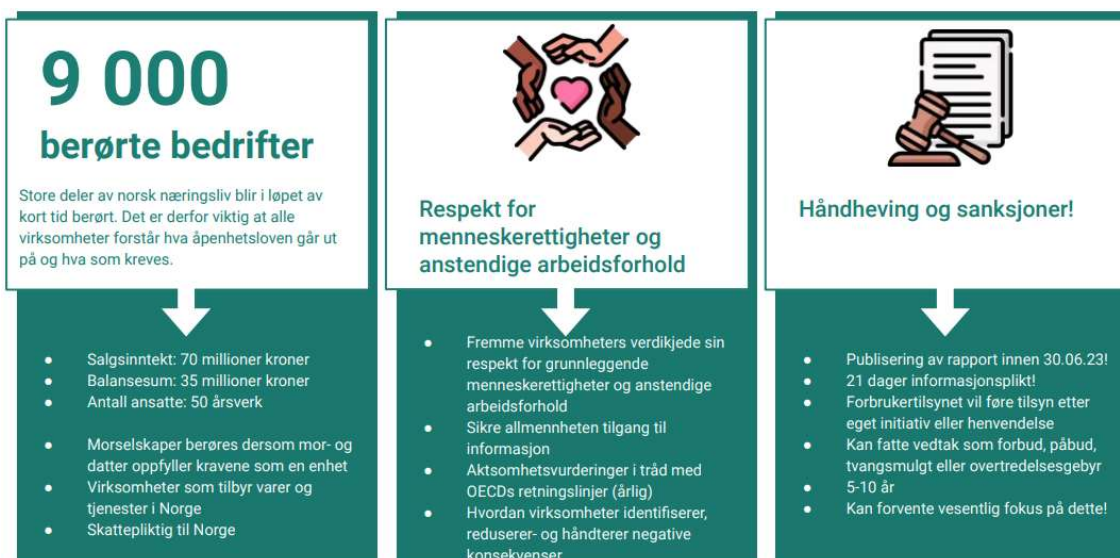 9 000
berørte bedrifter
Store deler av norsk næringsliv blir i løpet av
kort tid berørt. Det er derfor viktig at alle
virksomheter forstår hva åpenhetsloven går ut
på og hva som kreves.
● Salgsinntekt: 70 millioner kroner
● Balansesum: 35 millioner kroner
● Antall ansatte: 50 årsverk
● Morselskaper berøres dersom mor- og
datter oppfyller kravene som en enhet
● Virksomheter som tilbyr varer og
tjenester i Norge
● Skattepliktig til Norge
Respekt for
menneskerettigheter og
anstendige arbeidsforhold
● Fremme virksomheters verdikjede sin
respekt for grunnleggende
menneskerettigheter og anstendige
arbeidsforhold
● Sikre allmennheten tilgang til
informasjon
● Aktsomhetsvurderinger i tråd med
OECDs retningslinjer (årlig)
● Hvordan virksomheter identifiserer,
reduserer- og håndterer negative
konsekvenser
Håndheving og sanksjoner!
● Publisering av rapport innen 30.06.23!
● 21 dager informasjonsplikt!
● Forbrukertilsynet vil føre tilsyn etter
eget initiativ eller henvendelse
● Kan fatte vedtak som forbud, påbud,
tvangsmulgt eller overtredelsesgebyr
● 5-10 år
● Kan forvente vesentlig fokus på dette!